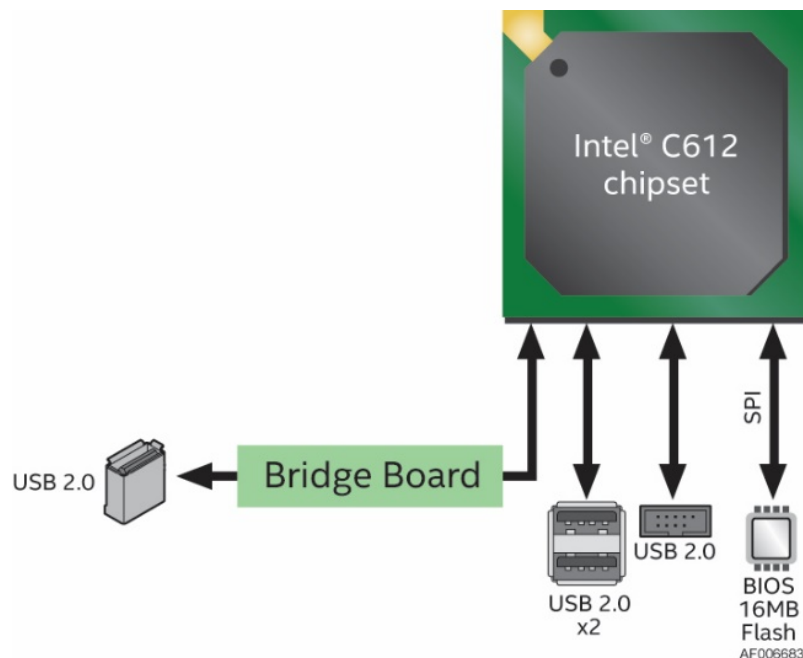 Intel® C612
chipset
SPI
Bridge Board
USB 2.0
USB 2.0
x2
USB 2.0
BIOS
16MB
Flash
AF006683